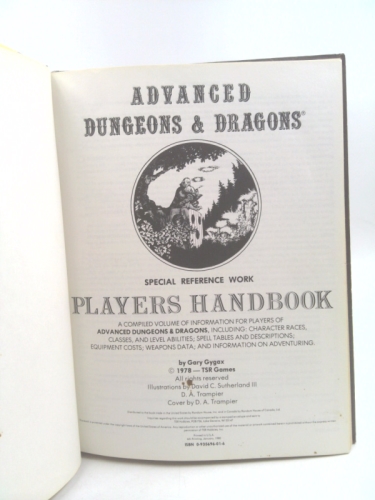 ADVANCED
DUNGEONS & DRAGONS®
SPECIAL REFERENCE WORK
PLAYERS HANDBOOK
A COMPILED VOLUME OF INFORMATION FOR PLAYERS OF
ADVANCED DUNGEONS & DRAGONS, INCLUDING: CHARACTER RACES,
CLASSES, AND LEVEL ABILITIES; SPELL TABLES AND DESCRIPTIONS;
EQUIPMENT COSTS; WEAPONS DATA; AND INFORMATION ON ADVENTURING.
by Gary Gygax
© 1978 — TSR Games
All rights reserved
Illustrations by David C. Sutherland III
D. A. Trampier
Cover by D. A. Trampier